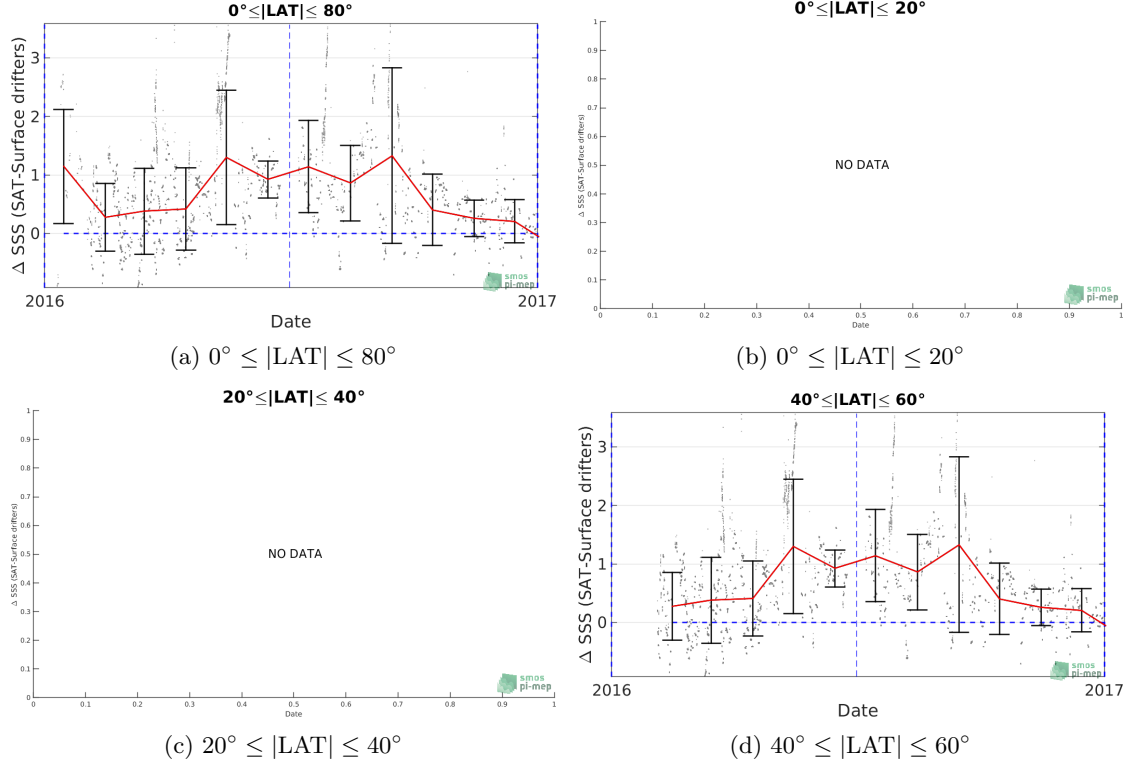 0°≤|LAT|≤ 80°
Δ SSS (SAT-Surface drifters)
3
2
1
0
2016
2017
Date
smos
pi-mep
(a) 0° ≤ |LAT| ≤ 80°
0°≤|LAT|≤ 20°
Δ SSS (SAT-Surface drifters)
1
0.9
0.8
0.7
0.6
0.5
0.4
0.3
0.2
0.1
0
NO DATA
0 0.1 0.2 0.3 0.4 0.5 0.6 0.7 0.8 0.9 1
Date
smos
pi-mep
(b) 0° ≤ |LAT| ≤ 20°
20°≤|LAT|≤ 40°
Δ SSS (SAT-Surface drifters)
1
0.9
0.8
0.7
0.6
0.5
0.4
0.3
0.2
0.1
0
NO DATA
0 0.1 0.2 0.3 0.4 0.5 0.6 0.7 0.8 0.9 1
Date
smos
pi-mep
(c) 20° ≤ |LAT| ≤ 40°
40°≤|LAT|≤ 60°
Δ SSS (SAT-Surface drifters)
3
2
1
0
2016
2017
Date
smos
pi-mep
(d) 40° ≤ |LAT| ≤ 60°